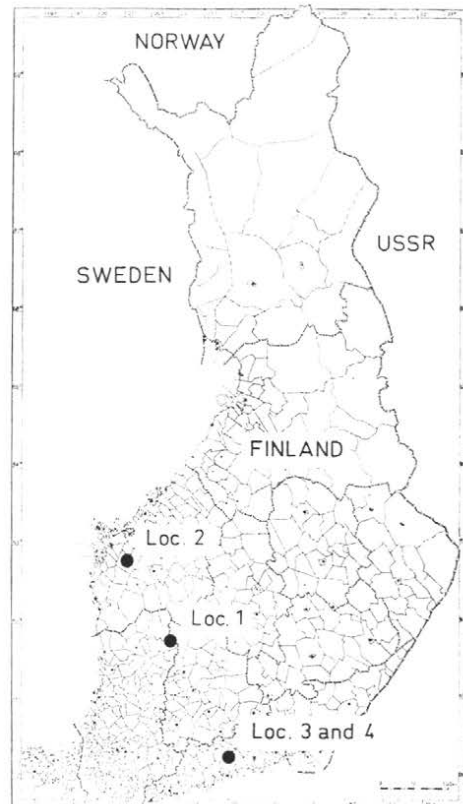 NORWAY
USSR
SWEDEN
FINLAND
Loc. 2
Loc. 1
Loc. 3 and 4